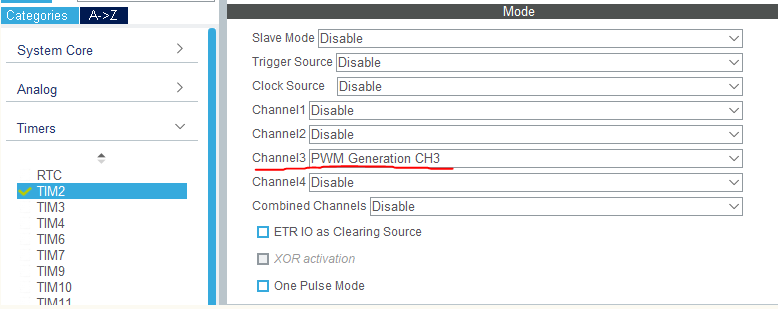 Categories A->Z
System Core
Analog
Timers
RTC
TIM2
TIM3
TIM4
TIM6
TIM7
TIM9
TIM10
TIM11
Mode
Slave Mode Disable
Trigger Source Disable
Clock Source Disable
Channel1 Disable
Channel2 Disable
Channel3 PWM Generation CH3
Channel4 Disable
Combined Channels Disable
ETR IO as Clearing Source
XOR activation
One Pulse Mode